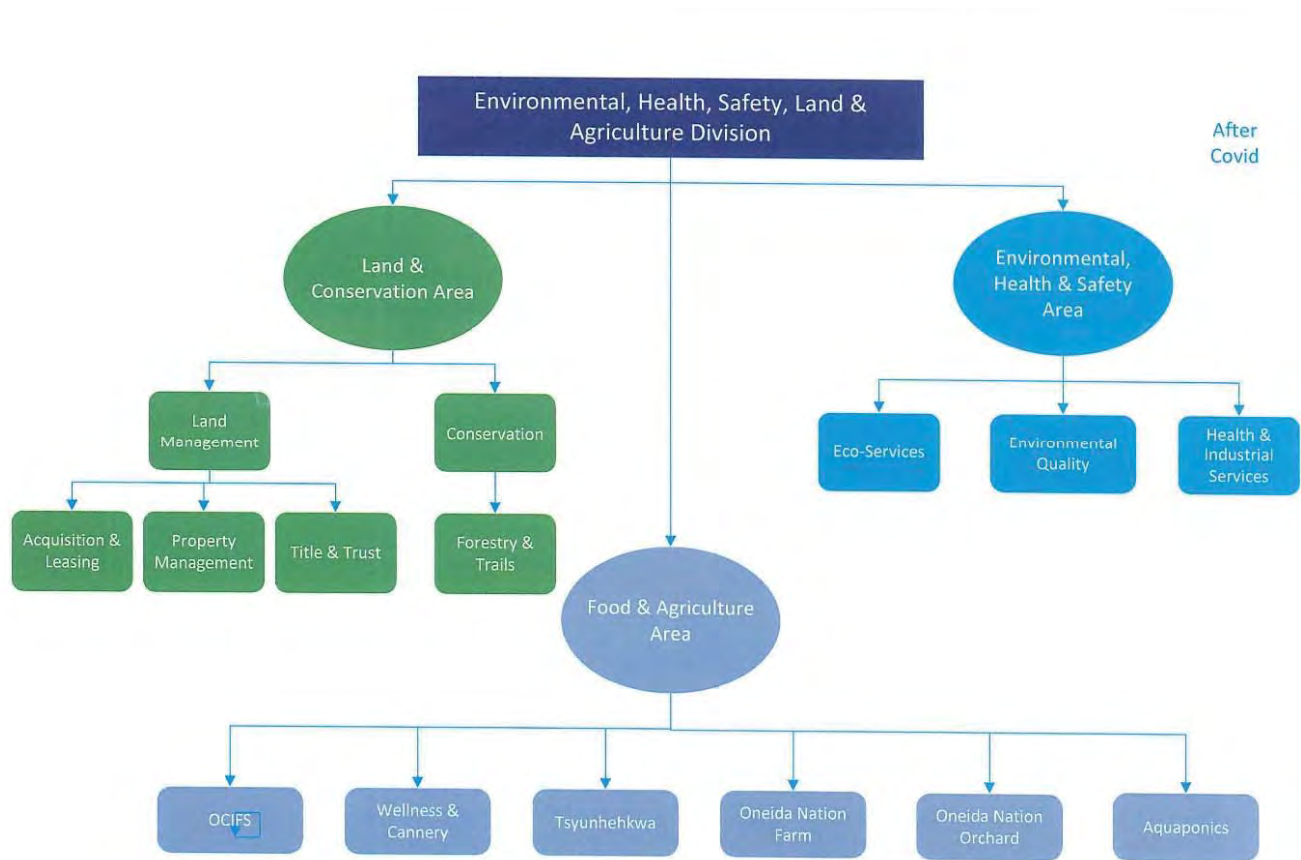 Environmental, Health, Safety, Land &
Agriculture Division
After
Covid
Land &
Conservation Area
Environmental,
Health & Safety
Area
Land
Management
Conservation
Eco-Services
Environmental
Quality
Health &
Industrial
Services
Acquisition &
Leasing
Property
Management
Title & Trust
Forestry &
Trails
Food & Agriculture
Area
OCIFS
Wellness &
Cannery
Tsyunhehkwa
Oneida Nation
Farm
Oneida Nation
Orchard
Aquaponics